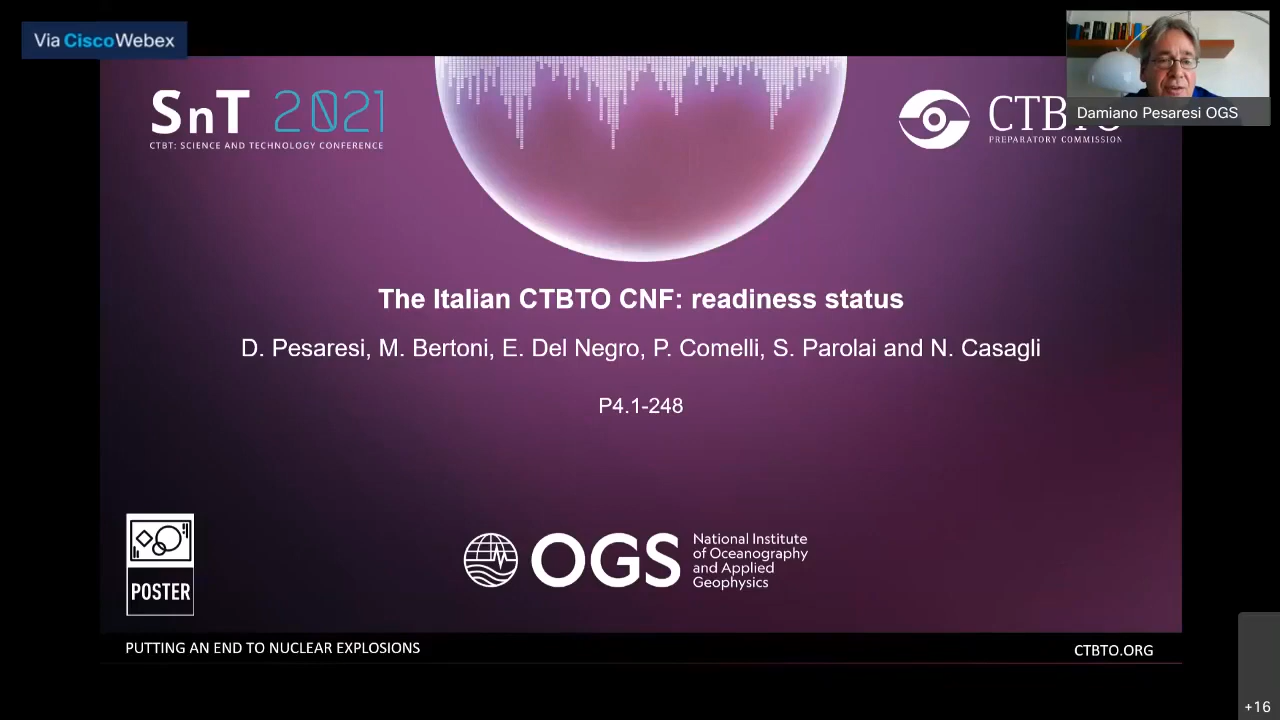 Via CiscoWebex
SnT 2021
CTBT: SCIENCE AND TECHNOLOGY CONFERENCE
CTBTO
PREPARATORY COMMISSION
Damiano Pesaresi OGS
The Italian CTBTO CNF: readiness status
D. Pesaresi, M. Bertoni, E. Del Negro, P. Comelli, S. Parolai and N. Casagli
P4.1-248
POSTER
OGS
National Institute
of Oceanography
and Applied
Geophysics
PUTTING AN END TO NUCLEAR EXPLOSIONS
CTBTO.ORG
+16